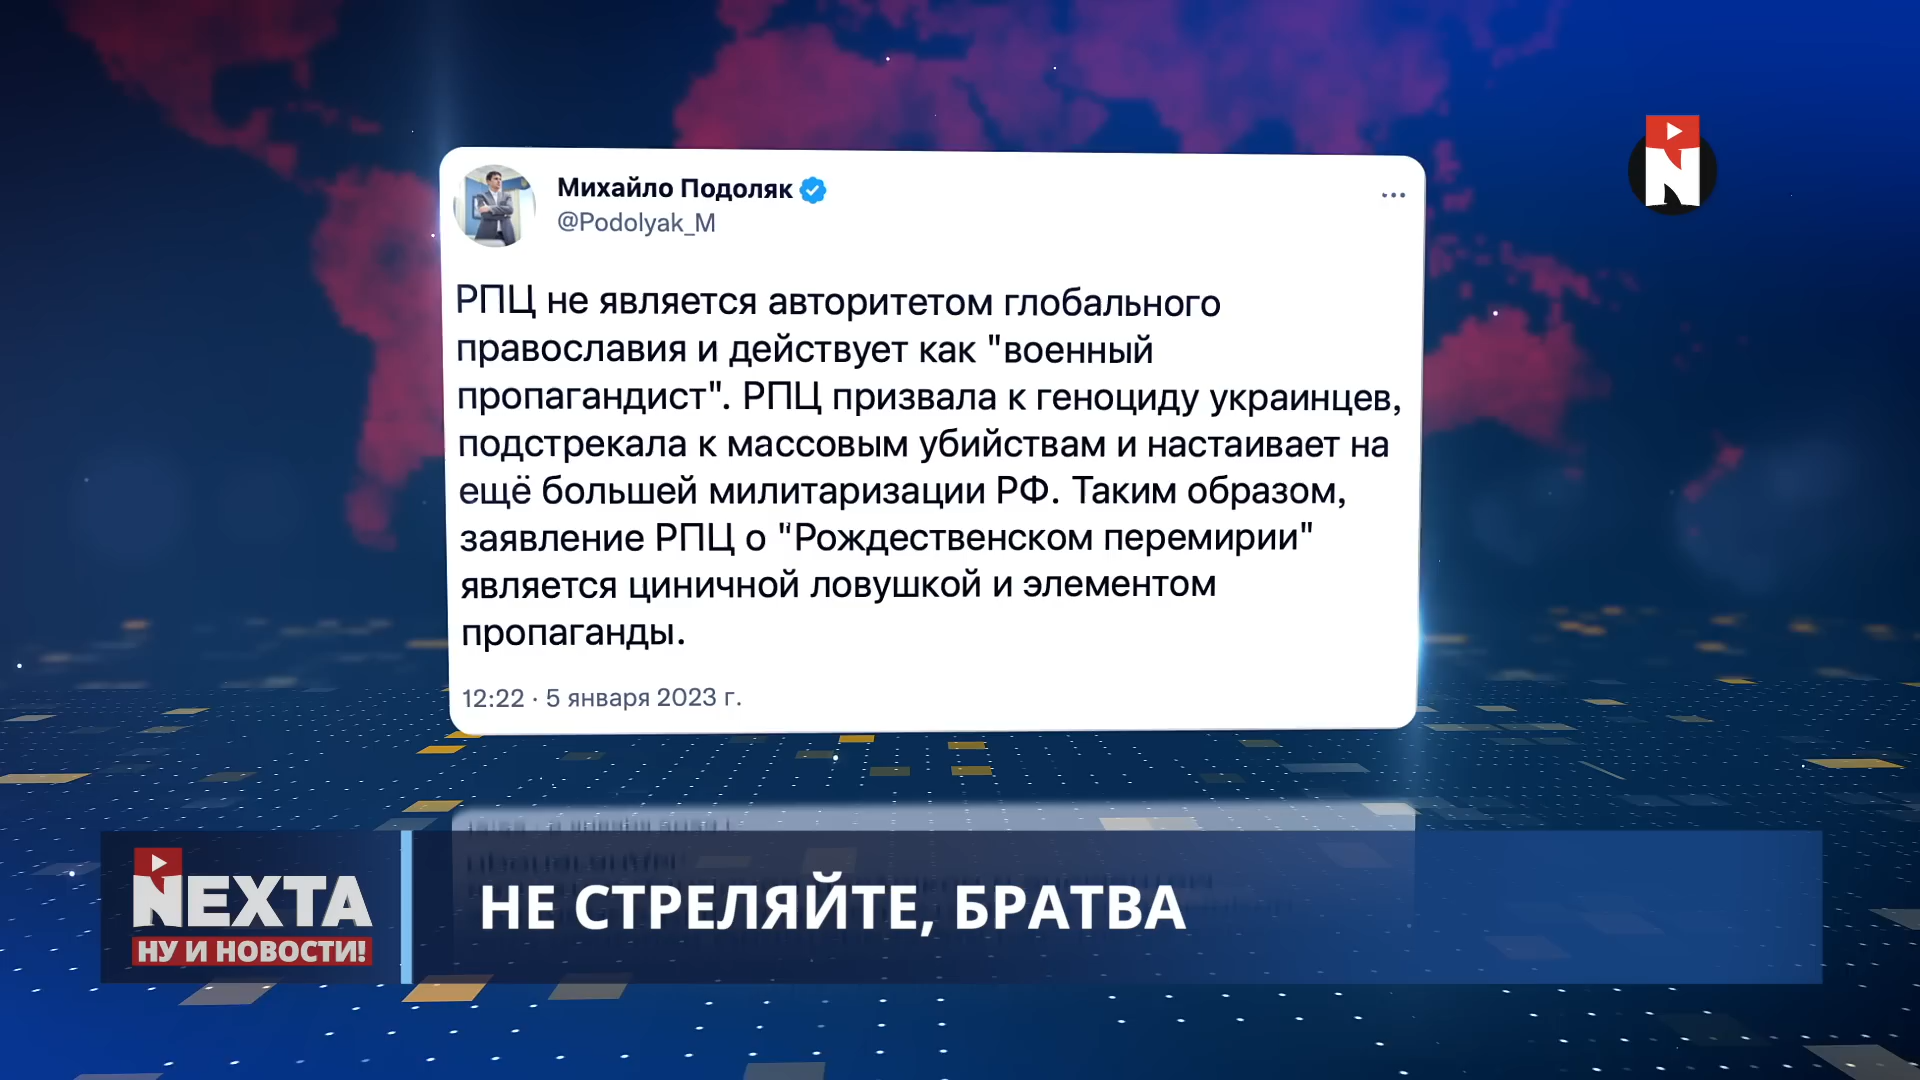 Михайло Подоляк
@Podolyak_M
РПЦ не является авторитетом глобального
православия и действует как "военный
пропагандист". РПЦ призвала к геноциду украинцев,
подстрекала к массовым убийствам и настаивает на
ещё большей милитаризации РФ. Таким образом,
заявление РПЦ о "Рождественском перемирии"
является циничной ловушкой и элементом
пропаганды.
12:22 · 5 января 2023 г.
N
NEXTA
НУ И НОВОСТИ!
НЕ СТРЕЛЯЙТЕ, БРАТВА